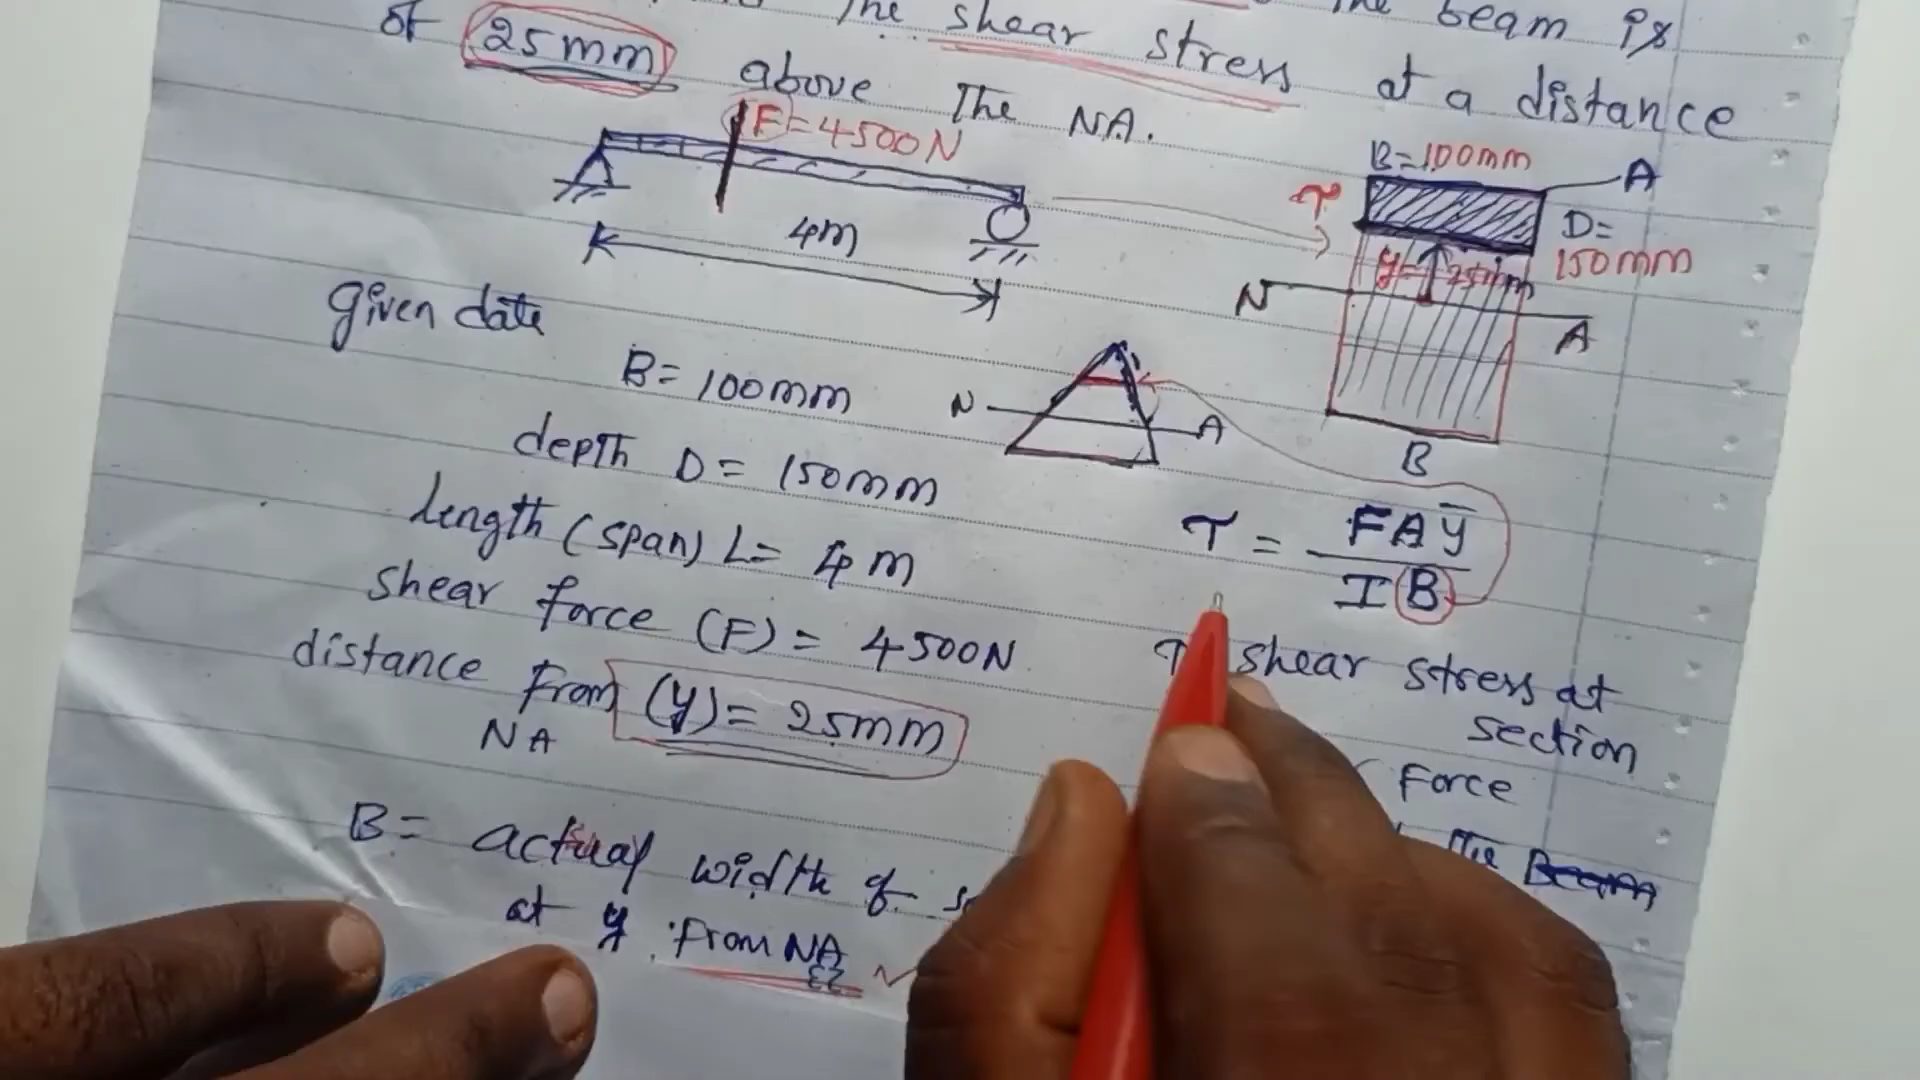 The shear stress The beam is
of 25mm above The NA. at a distance
F=4500N
4m
B=100mm
A
τ
D=
150mm
y= 25mm
N
A
B
given date
B= 100mm
N
A
depth D= 150mm
Length (span) L= 4m
shear force (F)= 4500N
distance From (y)= 25mm
NA
τ = FAȳ
IB
shear stress at
section
Force
The
B= actual width of
at y From NA